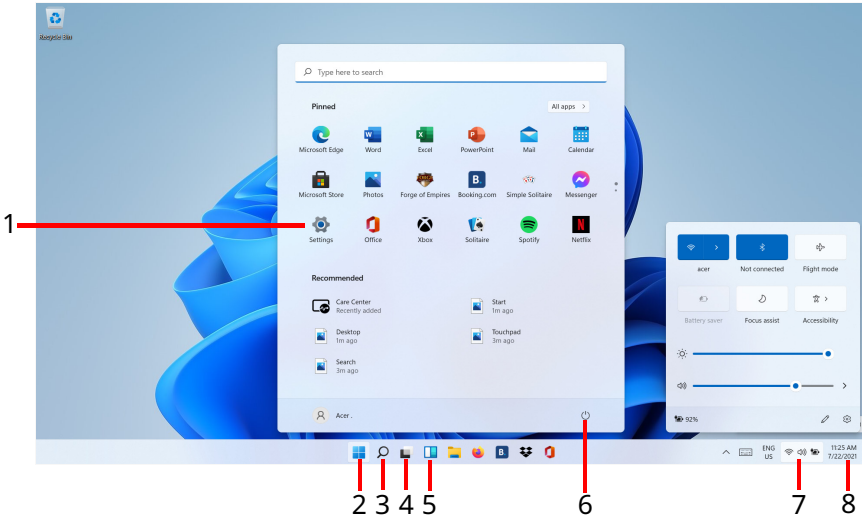 Recycle Bin
Type here to search
Pinned
All apps >
Microsoft Edge
Word
Excel
PowerPoint
Mail
Calendar
Microsoft Store
Photos
Forge of Empires
Booking.com
Simple Solitaire
Messenger
Settings
Office
Xbox
Solitaire
Spotify
Netflix
Recommended
Care Center
Recently added
Start
1m ago
Desktop
1m ago
Touchpad
3m ago
Search
3m ago
Acer .
acer
Not connected
Flight mode
Battery saver
Focus assist
Accessibility
92%
ENG
US
11:25 AM
7/22/2021
1
2
3
4
5
6
7
8